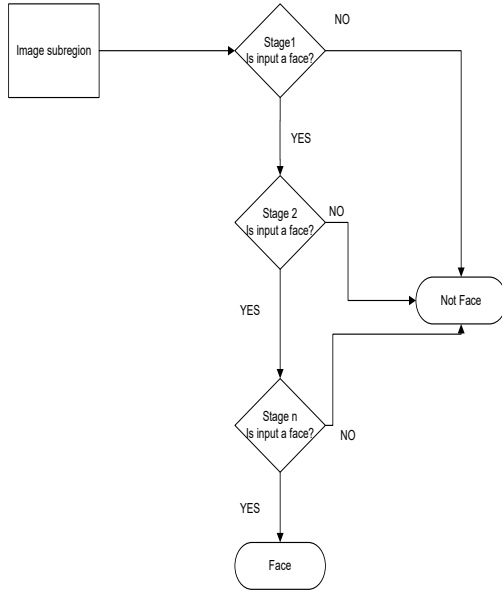 Image subregion
Stage1
Is input a face?
NO
YES
Stage 2
Is input a face?
NO
Not Face
YES
Stage n
Is input a face?
NO
YES
Face